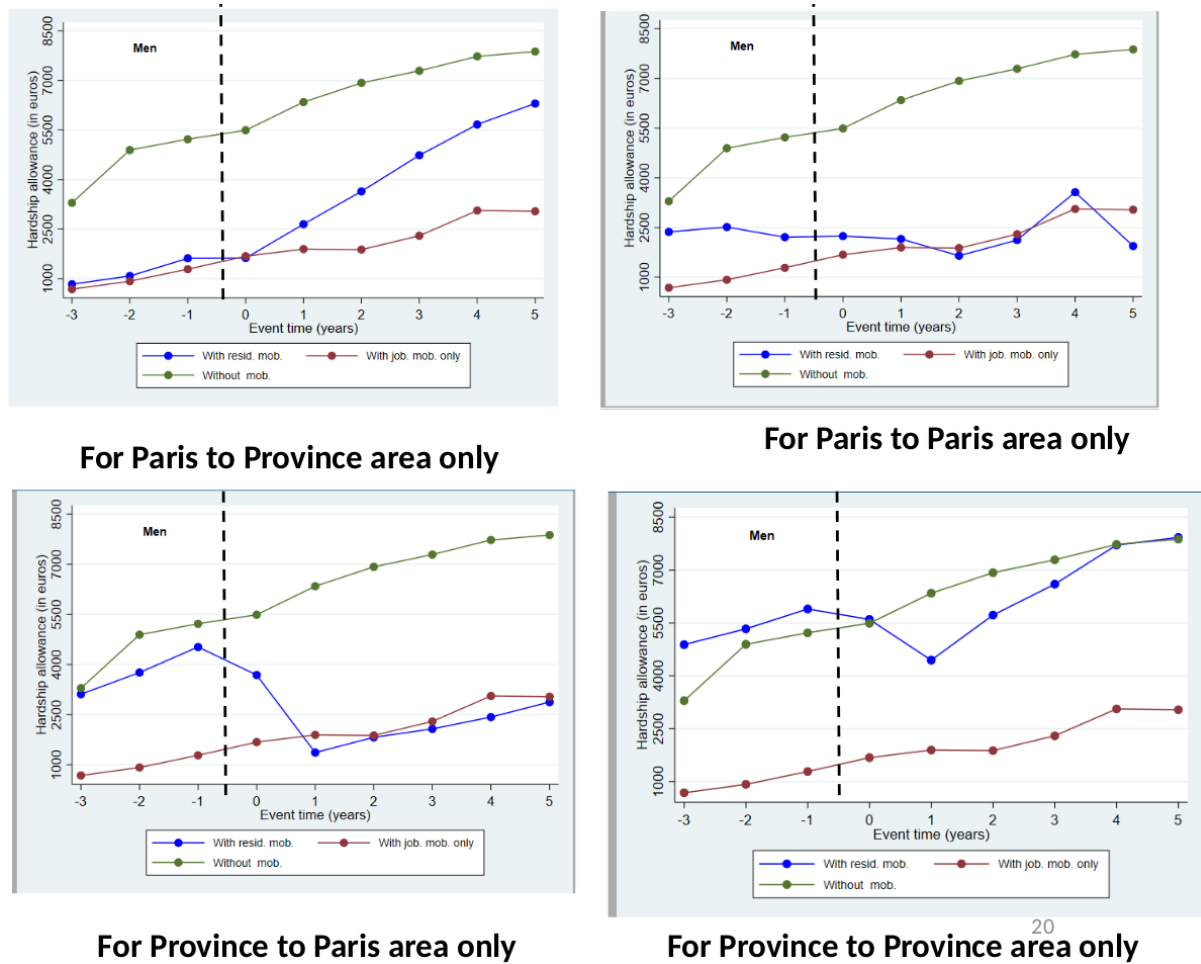 Men
Hardship allowance (in euros)
8500
7000
5500
4000
2500
1000
-3 -2 -1 0 1 2 3 4 5
Event time (years)
With resid. mob. With job. mob. only
Without mob.
For Paris to Province area only
Men
Hardship allowance (in euros)
8500
7000
5500
4000
2500
1000
-3 -2 -1 0 1 2 3 4 5
Event time (years)
With resid. mob. With job. mob. only
Without mob.
For Paris to Paris area only
Men
Hardship allowance (in euros)
8500
7000
5500
4000
2500
1000
-3 -2 -1 0 1 2 3 4 5
Event time (years)
With resid. mob. With job. mob. only
Without mob.
For Province to Paris area only
Men
Hardship allowance (in euros)
8500
7000
5500
4000
2500
1000
-3 -2 -1 0 1 2 3 4 5
Event time (years)
With resid. mob. With job. mob. only
Without mob.
20
For Province to Province area only